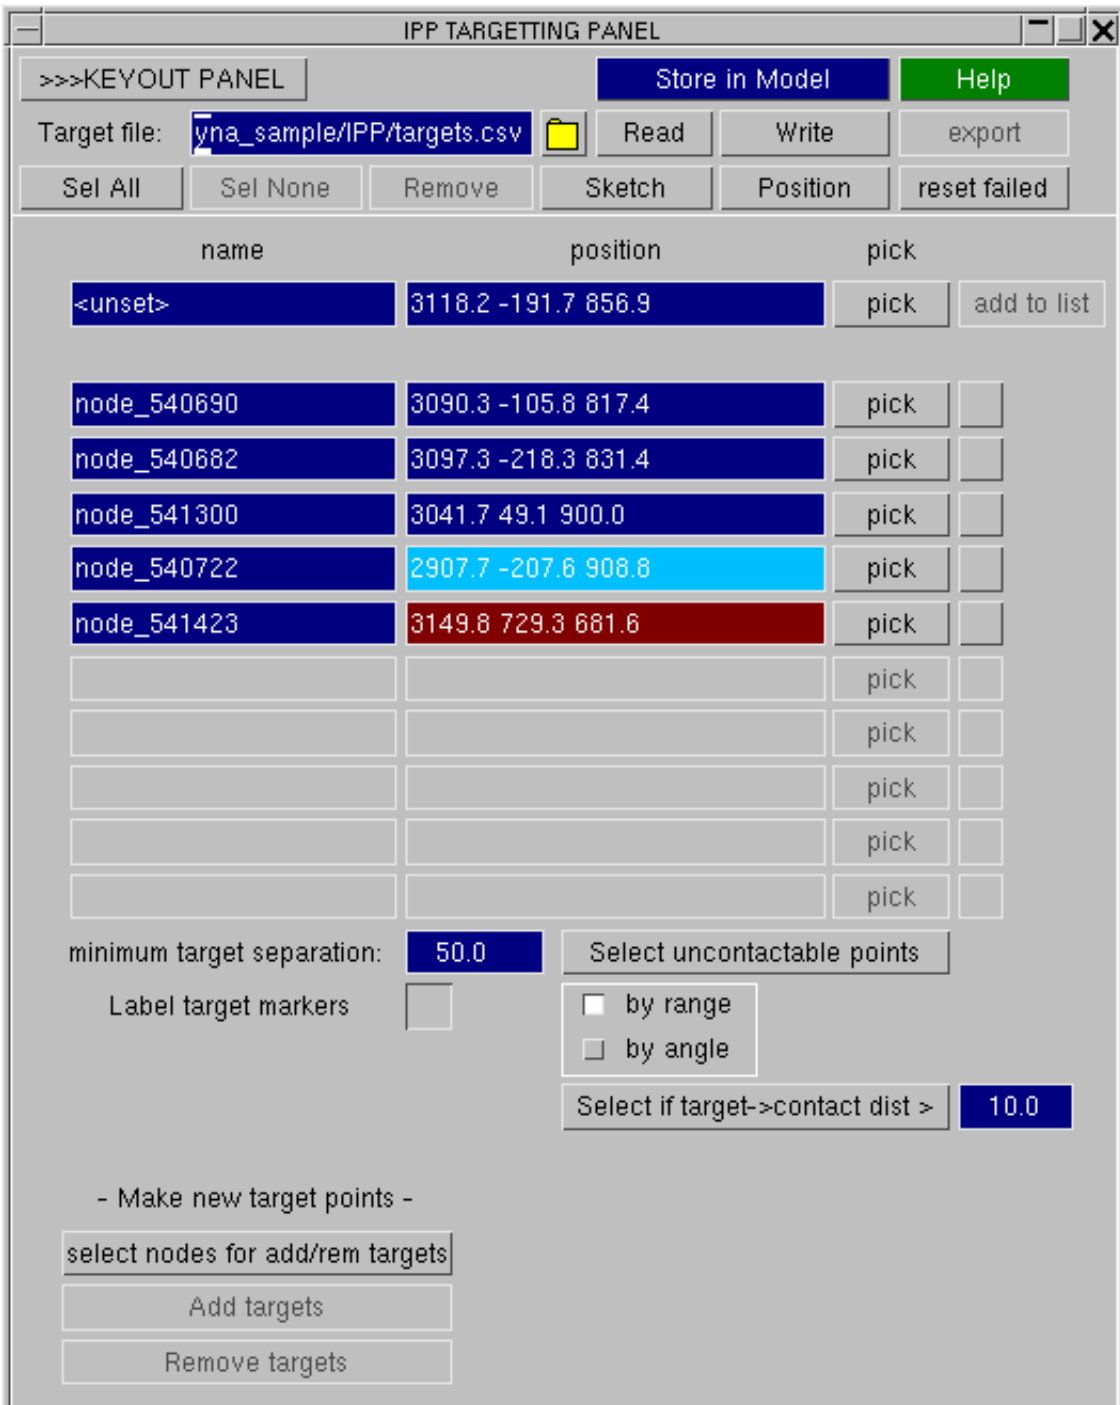 IPP TARGETTING PANEL
>>>KEYOUT PANEL Store in Model Help
Target file: yna_sample/IPP/targets.csv Read Write export
Sel All Sel None Remove Sketch Position reset failed
name position pick
<unset> 3118.2 -191.7 856.9 pick add to list
node_540690 3090.3 -105.8 817.4 pick
node_540682 3097.3 -218.3 831.4 pick
node_541300 3041.7 49.1 900.0 pick
node_540722 2907.7 -207.6 908.8 pick
node_541423 3149.8 729.3 681.6 pick
pick
pick
pick
pick
pick
minimum target separation: 50.0 Select uncontactable points
Label target markers by range
by angle
Select if target->contact dist > 10.0
- Make new target points -
select nodes for add/rem targets
Add targets
Remove targets